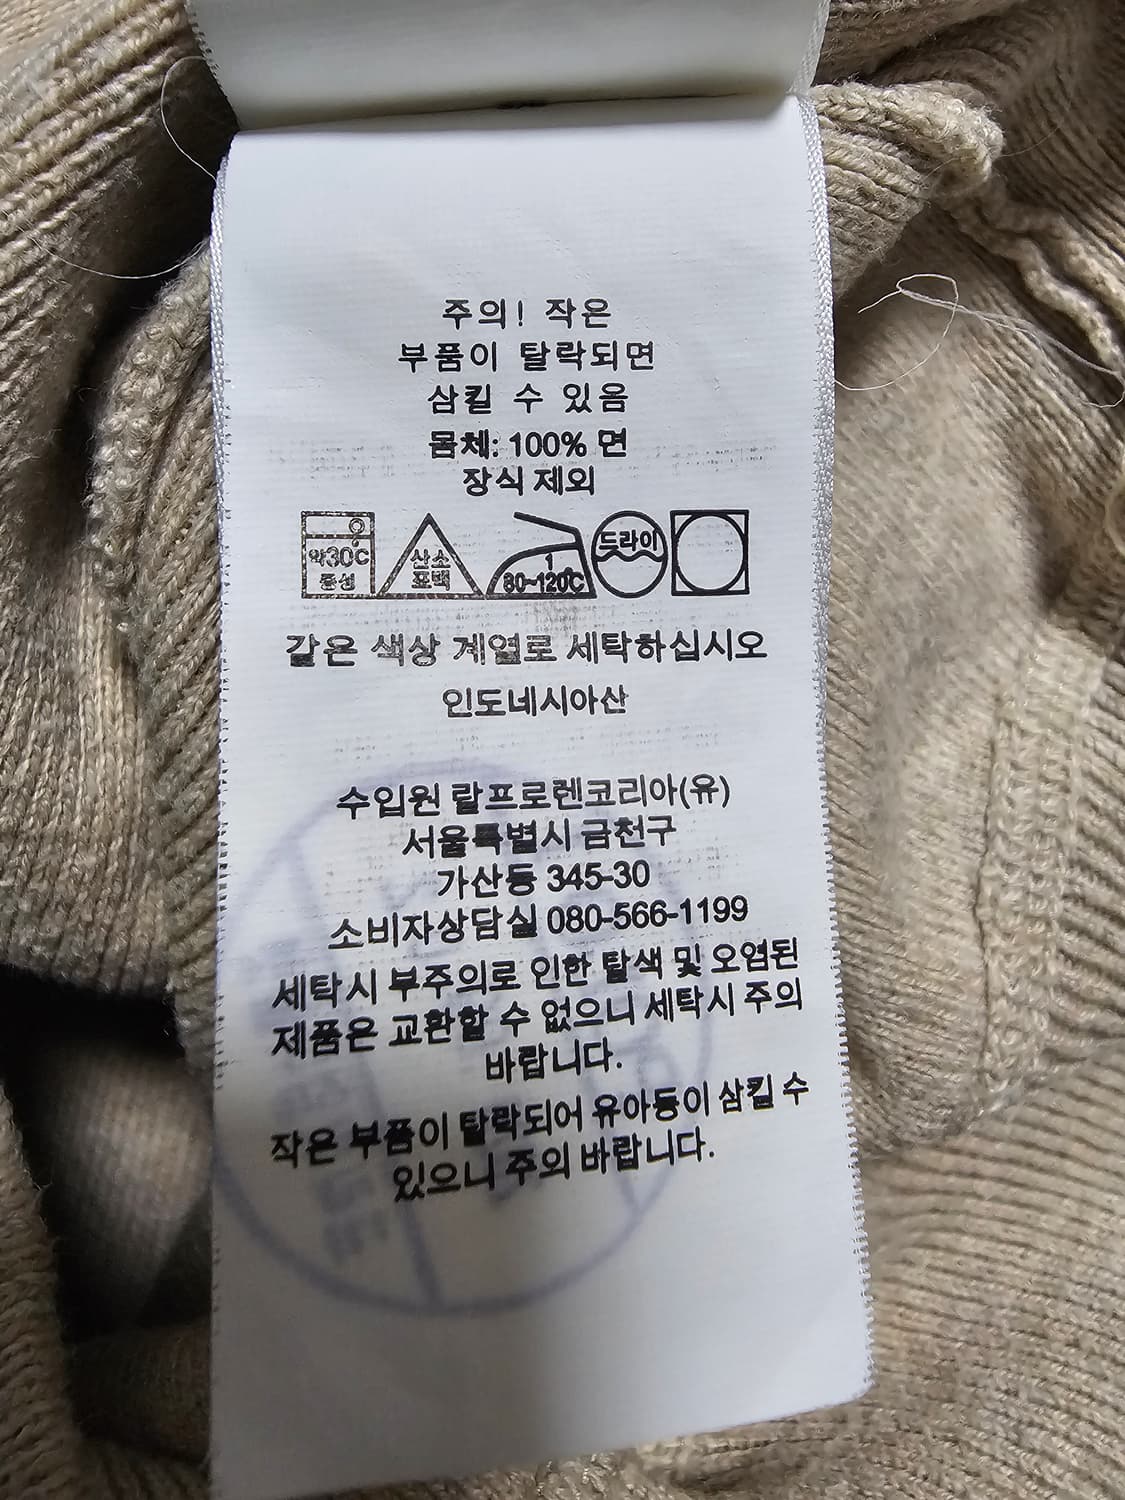 주의! 작은
부품이 탈락되면
삼킬 수 있음
몸체: 100% 면
장식 제외
약30℃
중성
산소
표백
1
80~120℃
드라이
같은 색상 계열로 세탁하십시오
인도네시아산
수입원 랄프로렌코리아(유)
서울특별시 금천구
가산동 345-30
소비자상담실 080-566-1199
세탁시 부주의로 인한 탈색 및 오염된
제품은 교환할 수 없으니 세탁시 주의
바랍니다.
작은 부품이 탈락되어 유아동이 삼킬 수
있으니 주의 바랍니다.